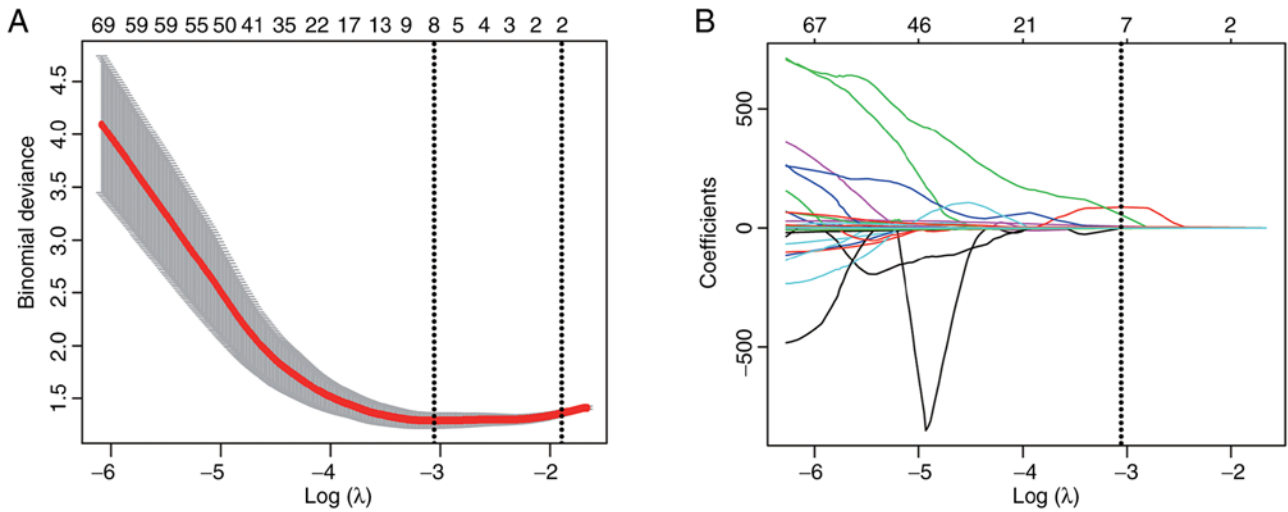 A
69 59 59 55 50 41 35 22 17 13 9 8 5 4 3 2 2
Binomial deviance
4.5
4.0
3.5
3.0
2.5
2.0
1.5
−6 −5 −4 −3 −2
Log (λ)
B
67 46 21 7 2
Coefficients
500
0
−500
−6 −5 −4 −3 −2
Log (λ)